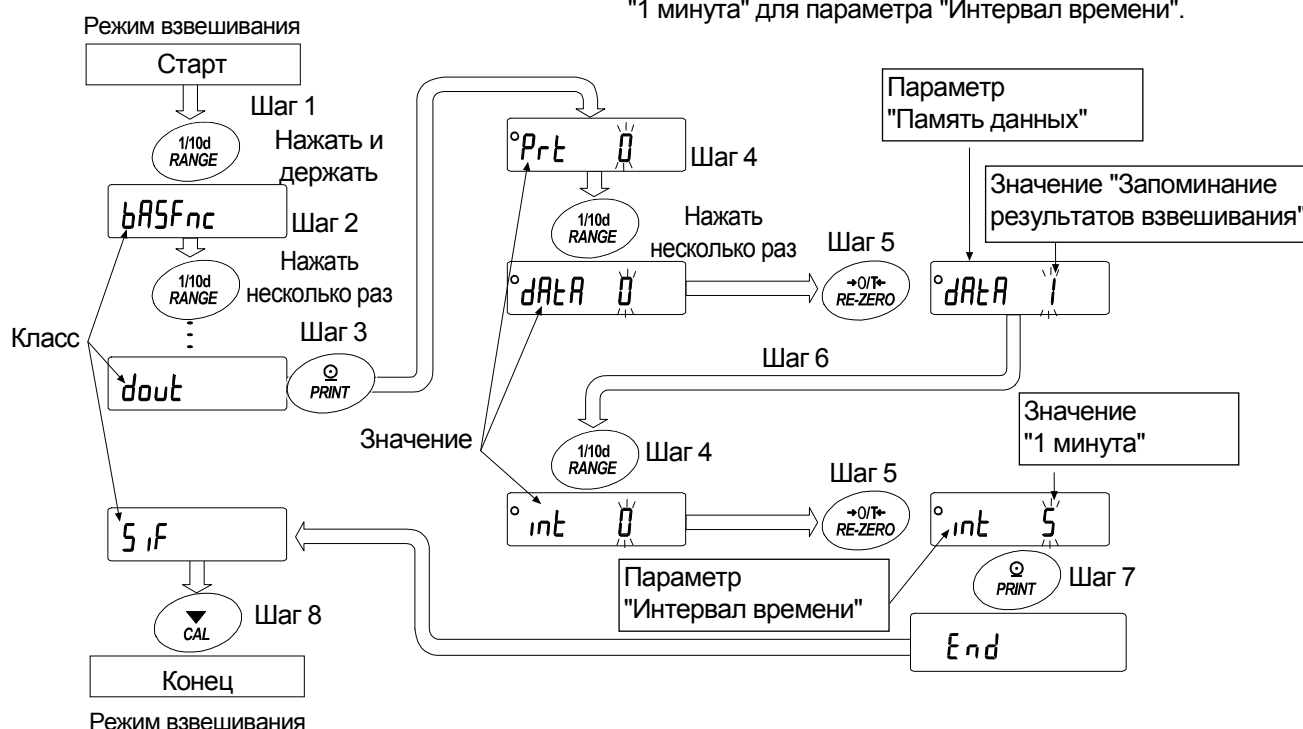 "1 минута" для параметра "Интервал времени".
Режим взвешивания
Старт
Шаг 1
1/10d
RANGE
Нажать и
держать
bASFnc
Шаг 2
1/10d
RANGE
Нажать
несколько раз
Класс
dout
Шаг 3
PRINT
Prt 0
Шаг 4
1/10d
RANGE
Нажать
несколько раз
dAtA 0
Шаг 5
→0/T←
RE-ZERO
Параметр
"Память данных"
Значение "Запоминание
результатов взвешивания"
dAtA 1
Шаг 6
Значение
1/10d
RANGE
Шаг 4
int 0
Шаг 5
→0/T←
RE-ZERO
Значение
"1 минута"
int 5
Параметр
"Интервал времени"
PRINT
Шаг 7
End
SiF
CAL
Шаг 8
Конец
Режим взвешивания